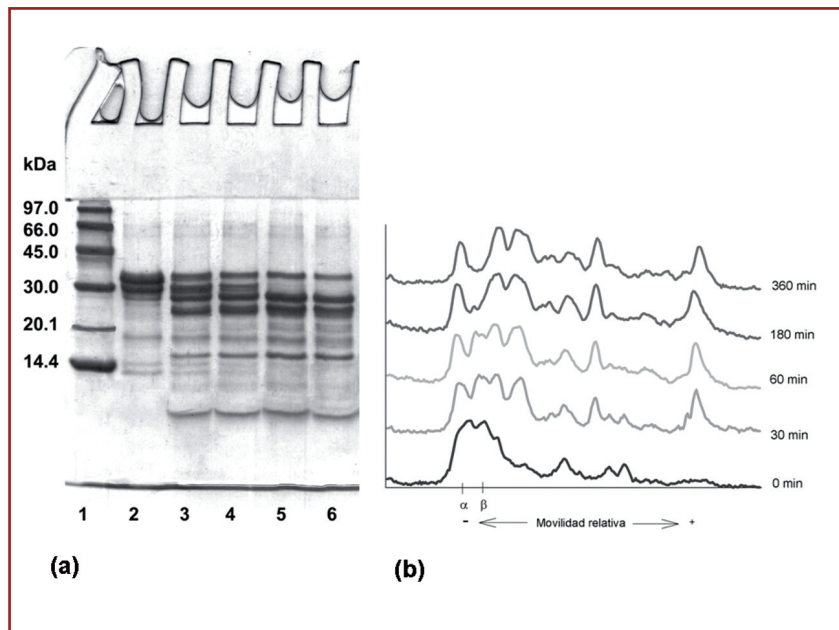 kDa
97.0
66.0
45.0
30.0
20.1
14.4
1 2 3 4 5 6
(a)
360 min
180 min
60 min
30 min
0 min
α β
- Movilidad relativa +
(b)